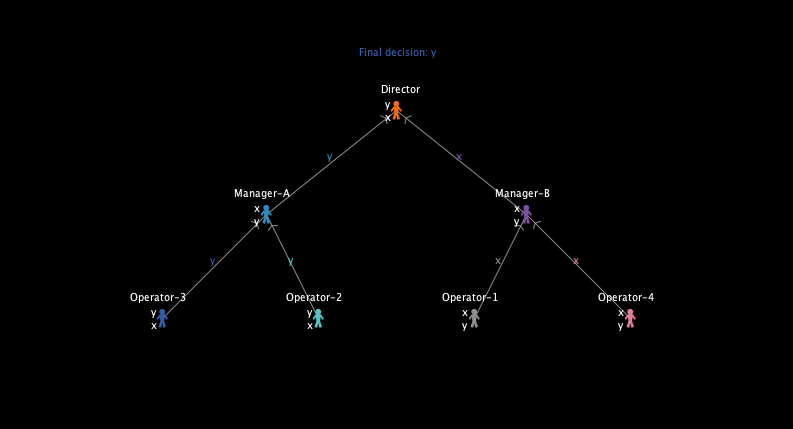 Final decision: y
Director
y
x
y
x
Manager-A
x
y
Manager-B
x
y
y
y
x
x
Operator-3
y
x
Operator-2
y
x
Operator-1
x
y
Operator-4
x
y